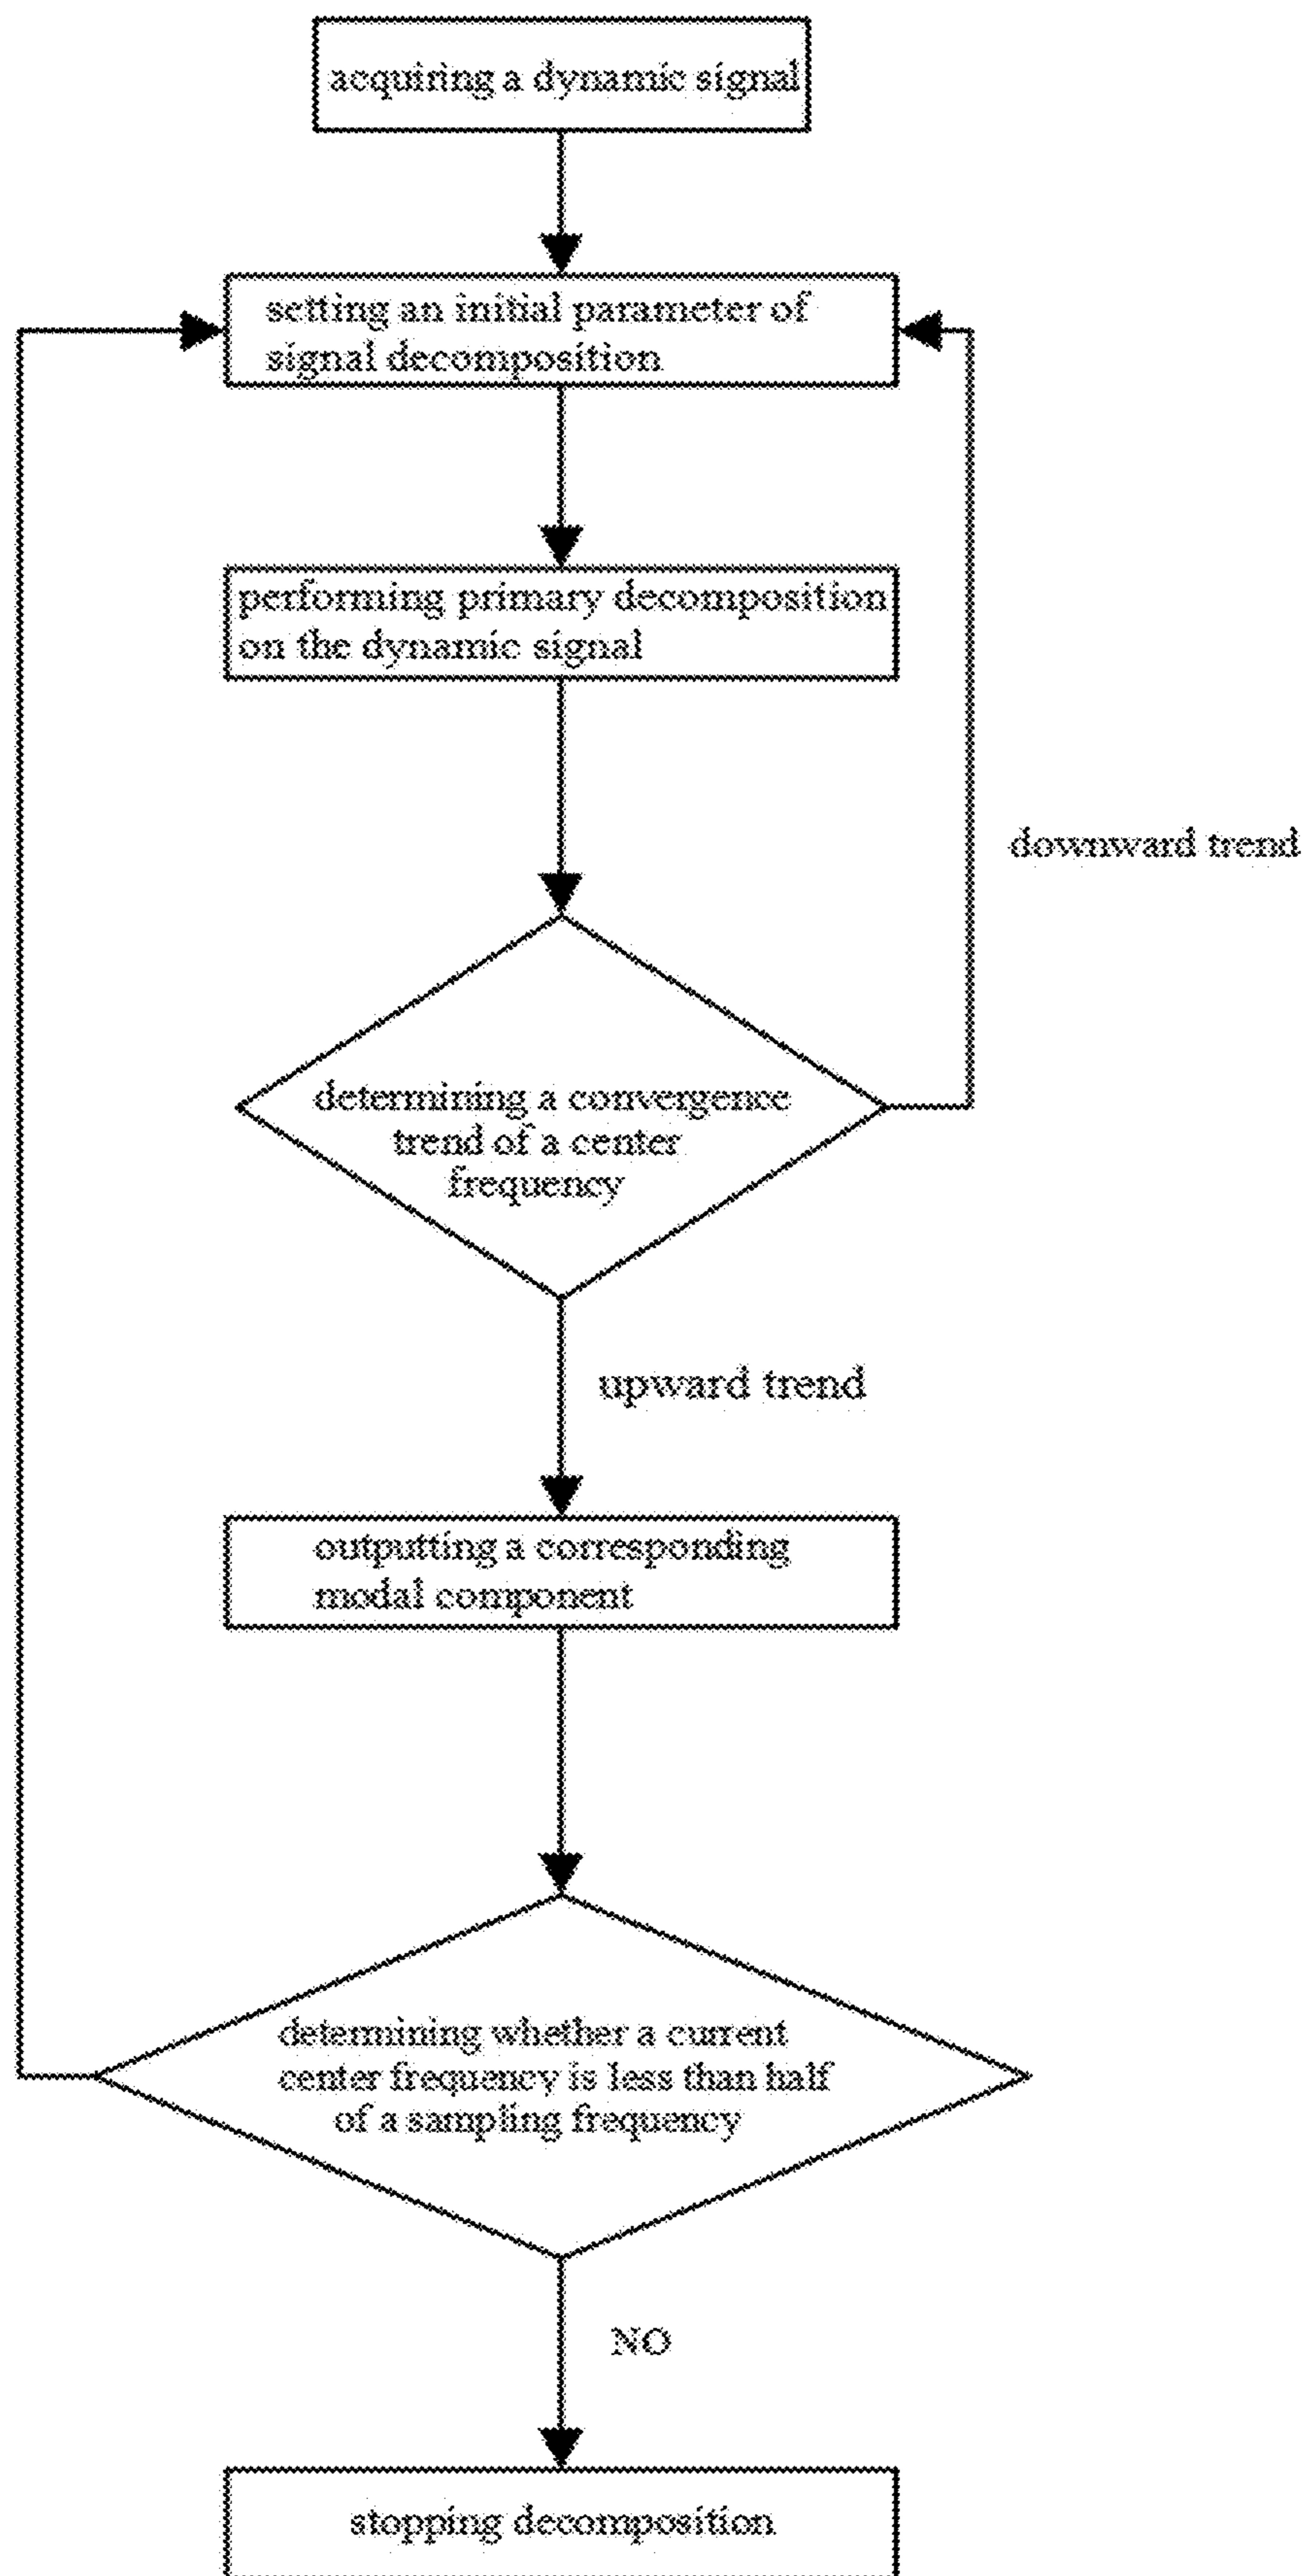 acquiring a dynamic signal
setting an initial parameter of
signal decomposition
performing primary decomposition
on the dynamic signal
downward trend
determining a convergence
trend of a center
frequency
upward trend
outputting a corresponding
modal component
determining whether a current
center frequency is less than half
of a sampling frequency
NO
stopping decomposition